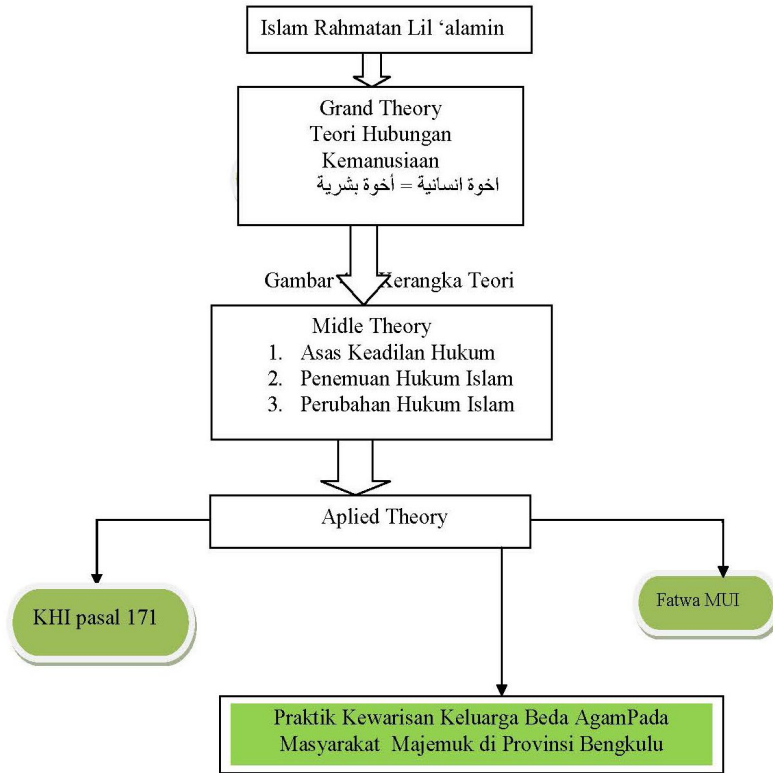 Islam Rahmatan Lil ‘alamin
Grand Theory
Teori Hubungan
Kemanusiaan
اخوة انسانية = أخوة بشرية
Gambar Kerangka Teori
Midle Theory
1. Asas Keadilan Hukum
2. Penemuan Hukum Islam
3. Perubahan Hukum Islam
Aplied Theory
KHI pasal 171
Fatwa MUI
Praktik Kewarisan Keluarga Beda AgamPada
Masyarakat Majemuk di Provinsi Bengkulu